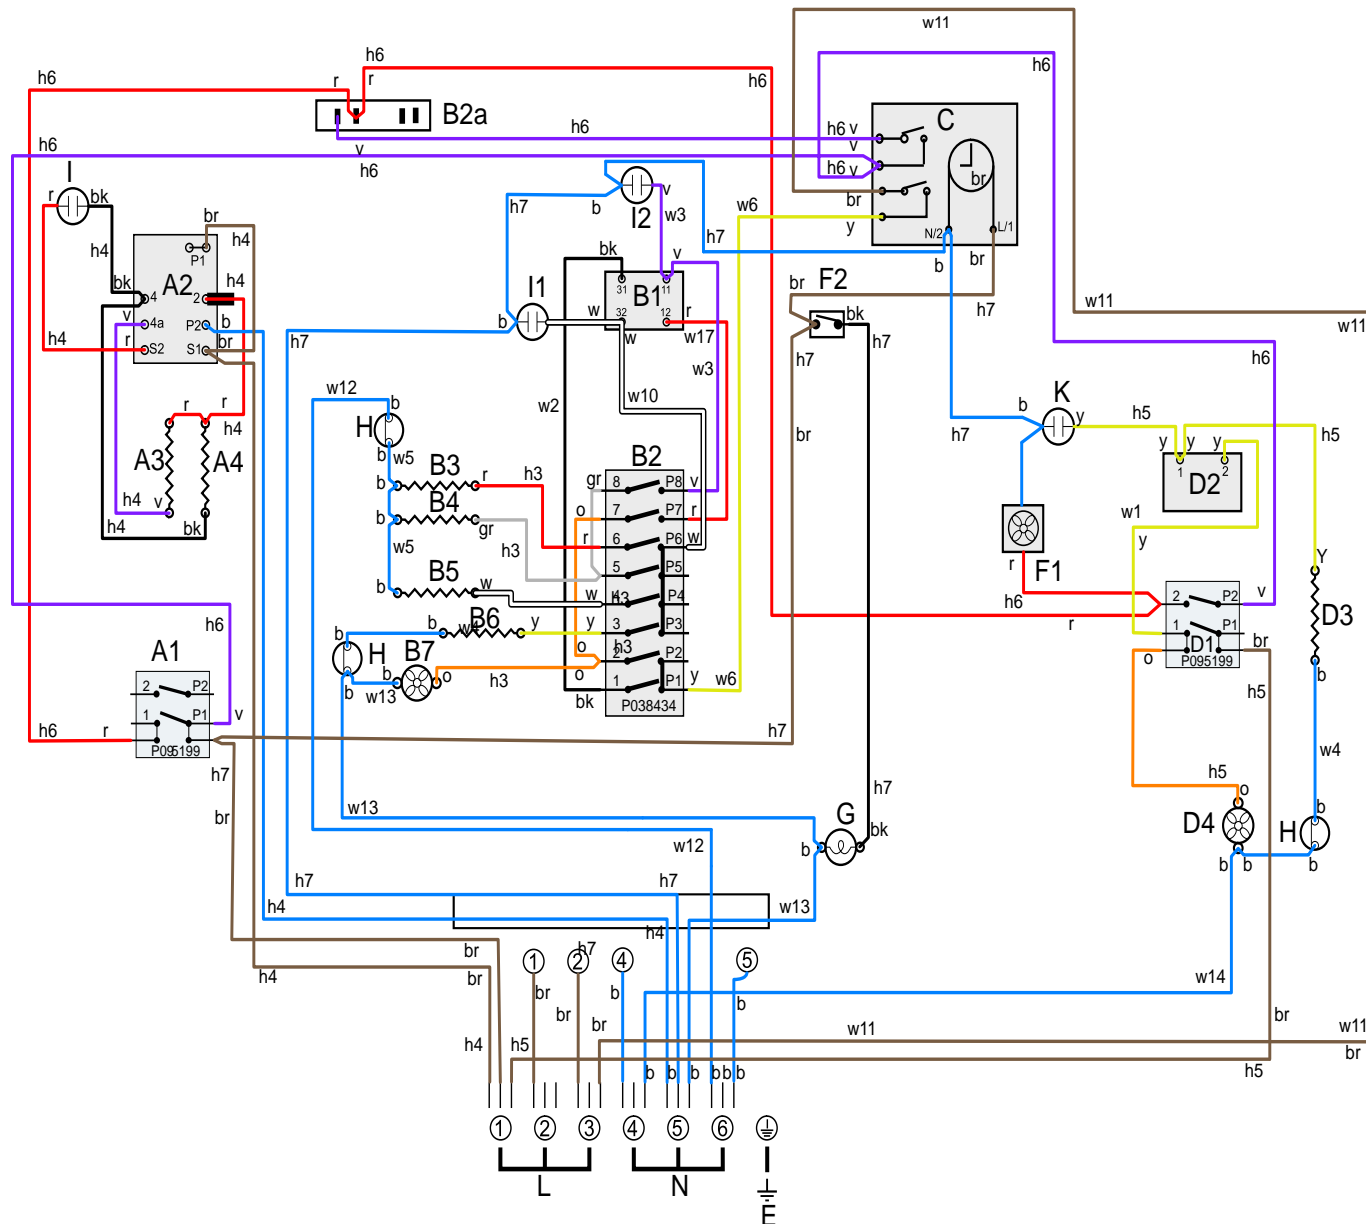 w11
h6
h6
h6
r
r
B2a
C
h6
h6 v
v
h6 v
br
br
y
N/2
L/1
h6
v
h6
I
r
bk
h4
br
h4
P1
h4
bk
4
A2
2
v
4a
P2
b
h4
r
S2
S1
br
r
r
h4
A3
A4
h4
v
h4
bk
h7
b
I2
v
w3
w6
h7
b
br
h7
bk
v
31
11
B1
32
12
r
w
w
w17
I1
b
h7
w3
w2
w10
br
F2
bk
h7
br
w11
w11
h6
w12
b
H
w5
b
B3
r
h3
b
B4
gr
h3
w5
b
B5
w
B2
gr
8
P8
v
o
7
P7
r
r
6
P6
w
5
P5
w
4
P4
h3
y
3
P3
h3
o
2
P2
o
1
P1
y
bk
P038434
w6
b
B6
w4
y
b
H
B7
b
o
b
w13
h3
K
b
y
h7
h5
y
y
y
1
2
D2
h5
w1
y
r
F1
h6
r
2
P2
v
1
P1
D1
br
o
P095199
h5
Y
D3
b
w4
h5
o
D4
b
H
b
b
b
A1
h6
2
P2
1
P1
v
h6
r
P095199
h7
br
h7
w13
w12
G
b
bk
h7
h7
h7
h4
h4
w13
br
br
h7
1
2
4
5
br
br
br
b
b
w14
w11
w11
br
br
h4
h5
h5
b
b
b
b
b
b
1
2
3
4
5
6
L
N
E